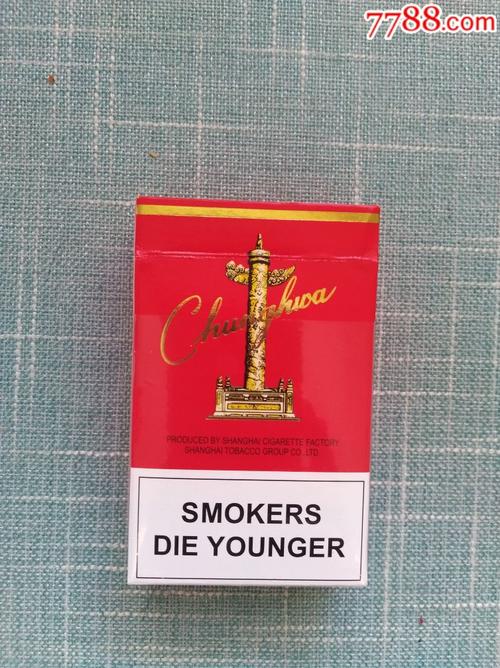 7788.com
Chunghwa
PRODUCED BY SHANGHAI CIGARETTE FACTORY
SHANGHAI TOBACCO GROUP CO.,LTD
SMOKERS
DIE YOUNGER